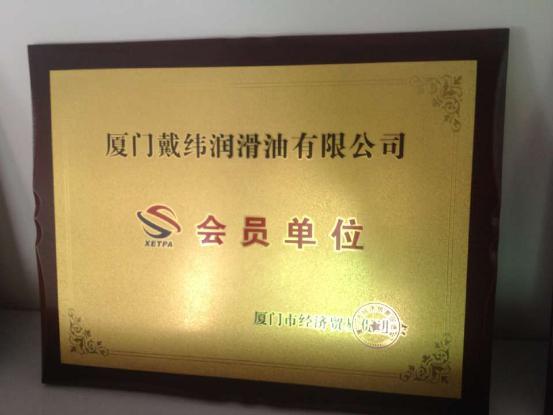 厦门戴纬润滑油有限公司
XETPA
会员单位
厦门市经济贸